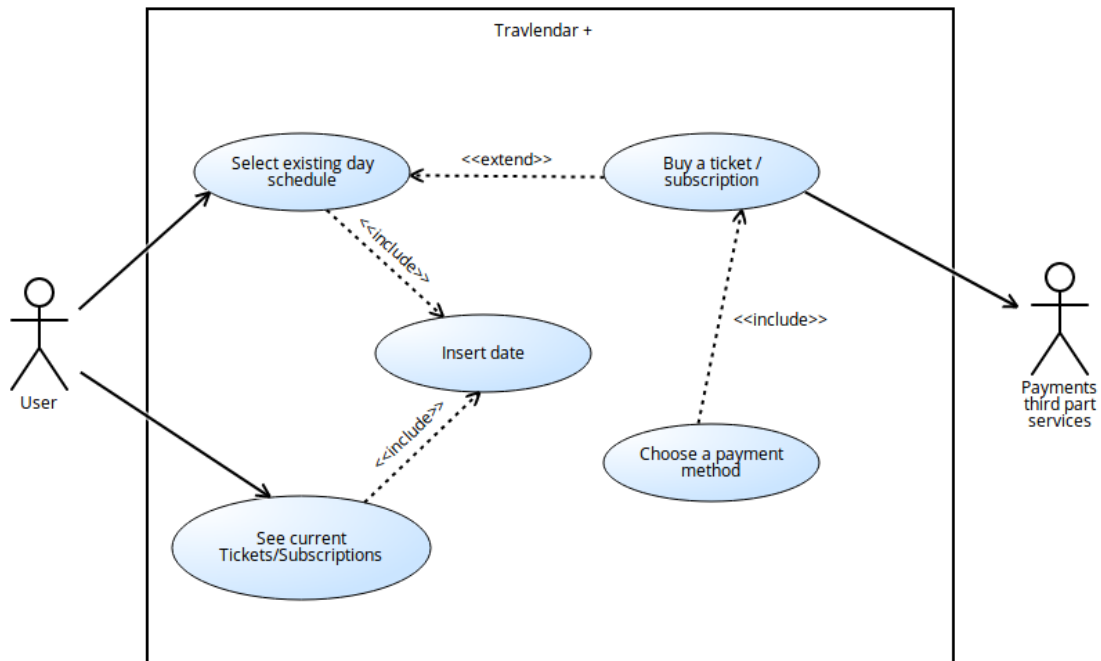 Travlendar +
Select existing day
schedule
<<extend>>
Buy a ticket /
subscription
<<include>>
<<include>>
Insert date
User
Payments
third part
services
<<include>>
Choose a payment
method
See current
Tickets/Subscriptions